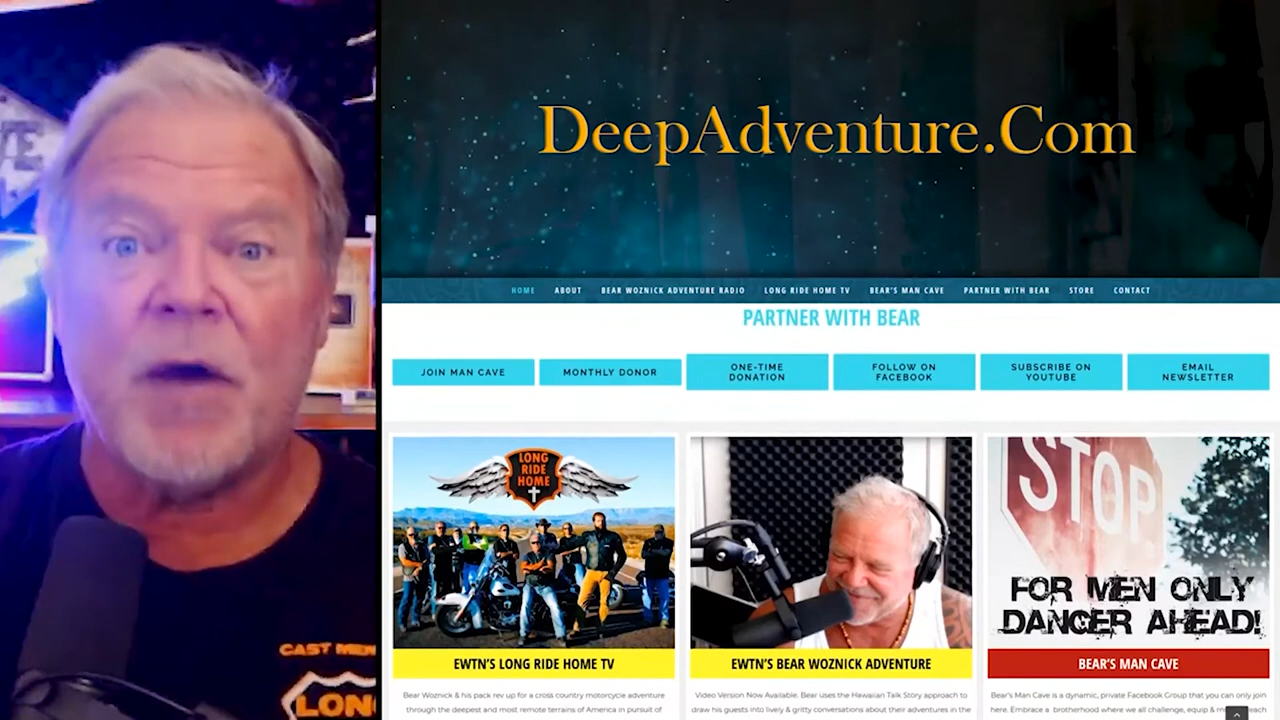 DeepAdventure.Com
HOME ABOUT BEAR WOZNICK ADVENTURE RADIO LONG RIDE HOME TV BEAR'S MAN CAVE PARTNER WITH BEAR STORE CONTACT
PARTNER WITH BEAR
JOIN MAN CAVE
MONTHLY DONOR
ONE-TIME
DONATION
FOLLOW ON
FACEBOOK
SUBSCRIBE ON
YOUTUBE
EMAIL
NEWSLETTER
LONG
RIDE
HOME
EWTN'S LONG RIDE HOME TV
Bear Woznick & his pack rev up for a cross country motorcycle adventure
through the deepest and most remote terrains of America in pursuit of
EWTN'S BEAR WOZNICK ADVENTURE
Video Version Now Available. Bear uses the Hawaiian Talk Story approach to
draw his guests into lively & gritty conversations about their adventures in the
STOP
FOR MEN ONLY
DANGER AHEAD!
BEAR'S MAN CAVE
Bear's Man Cave is a dynamic, private Facebook Group that you can only join
here. Embrace a brotherhood where we all challenge, equip &
CAST
LON